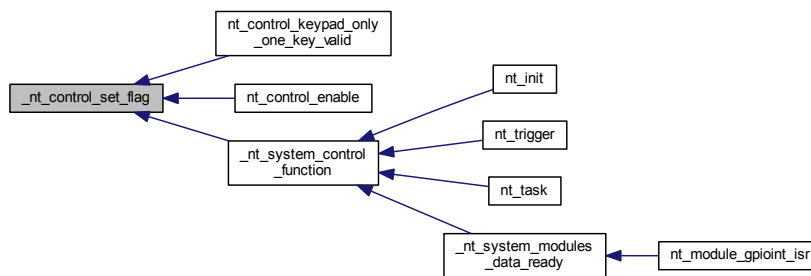 nt_control_keypad_only
_one_key_valid
_nt_control_set_flag
nt_control_enable
_nt_system_control
_function
nt_init
nt_trigger
nt_task
_nt_system_modules
_data_ready
nt_module_gpioint_isr